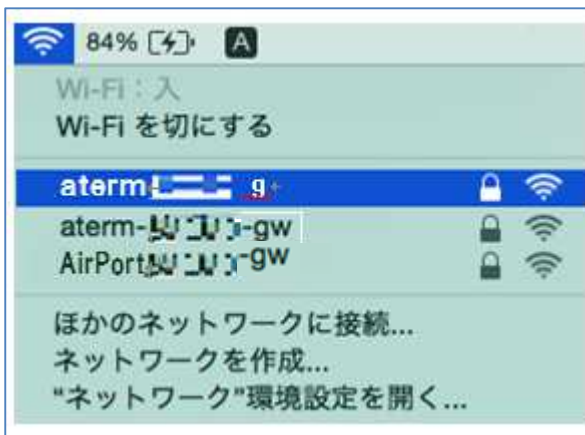 84% A
Wi-Fi：入
Wi-Fi を切にする
aterm g
aterm- -gw
AirPort -gw
ほかのネットワークに接続...
ネットワークを作成...
"ネットワーク"環境設定を開く...